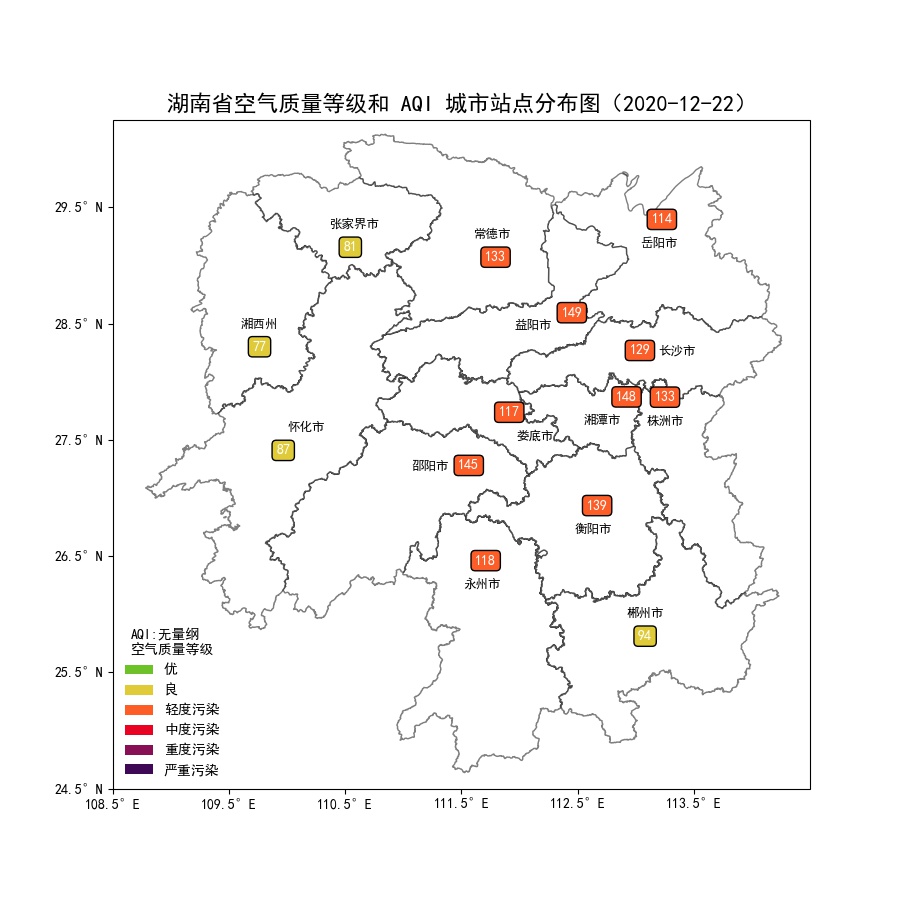 湖南省空气质量等级和 AQI 城市站点分布图（2020-12-22）
29.5° N
28.5° N
27.5° N
26.5° N
25.5° N
24.5° N
114
岳阳市
张家界市
81
常德市
133
149
益阳市
湘西州
77
129 长沙市
148
湘潭市
133
株洲市
117
娄底市
怀化市
87
邵阳市 145
139
衡阳市
118
永州市
郴州市
94
AQI:无量纲
空气质量等级
优
良
轻度污染
中度污染
重度污染
严重污染
108.5° E 109.5° E 110.5° E 111.5° E 112.5° E 113.5° E